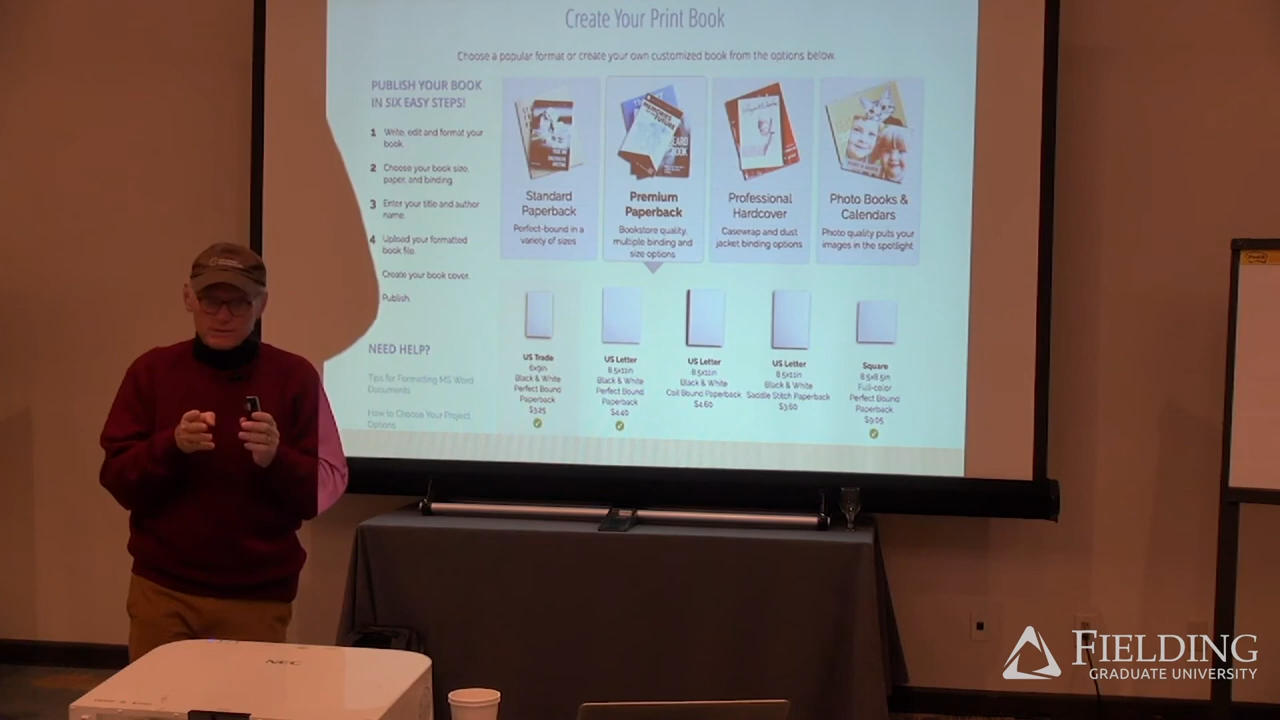 Create Your Print Book
Choose a popular format or create your own customized book from the options below.
PUBLISH YOUR BOOK
IN SIX EASY STEPS!
1 Write, edit and format your
book.
2 Choose your book size,
paper, and binding.
3 Enter your title and author
name.
4 Upload your formatted
book file.
Create your book cover.
Publish.
NEED HELP?
Tips for Formatting MS Word
Documents
How to Choose Your Project
Options
Standard
Paperback
Perfect-bound in a
variety of sizes
Premium
Paperback
Bookstore quality,
multiple binding and
size options
Professional
Hardcover
Casewrap and dust
jacket binding options
Photo Books &
Calendars
Photo quality puts your
images in the spotlight
US Trade
6x9in
Black & White
Perfect Bound
Paperback
$3.25
US Letter
8.5x11in
Black & White
Perfect Bound
Paperback
$4.40
US Letter
8.5x11in
Black & White
Coil Bound Paperback
$4.60
US Letter
8.5x11in
Black & White
Saddle Stitch Paperback
$3.60
Square
8.5x8.5in
Full-color
Perfect Bound
Paperback
$9.05
NEC
FIELDING
GRADUATE UNIVERSITY